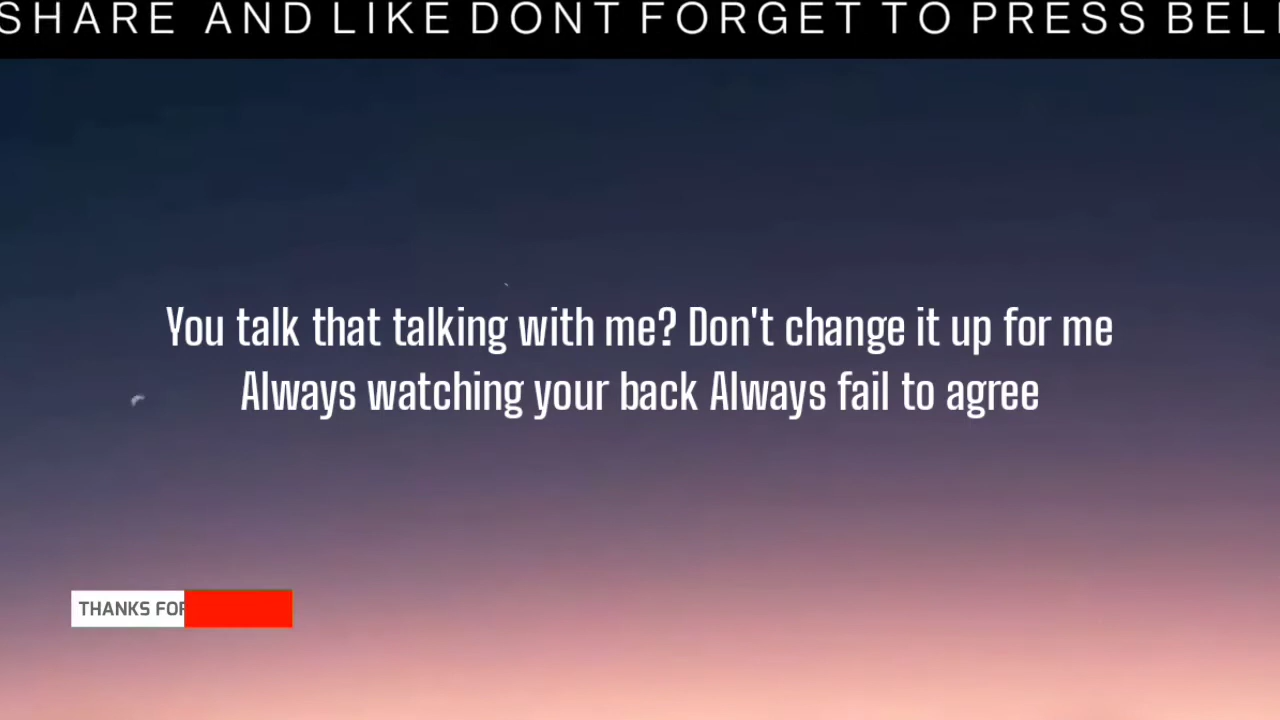 SHARE AND LIKE DONT FORGET TO PRESS BELL
You talk that talking with me? Don't change it up for me
Always watching your back Always fail to agree
THANKS FOR